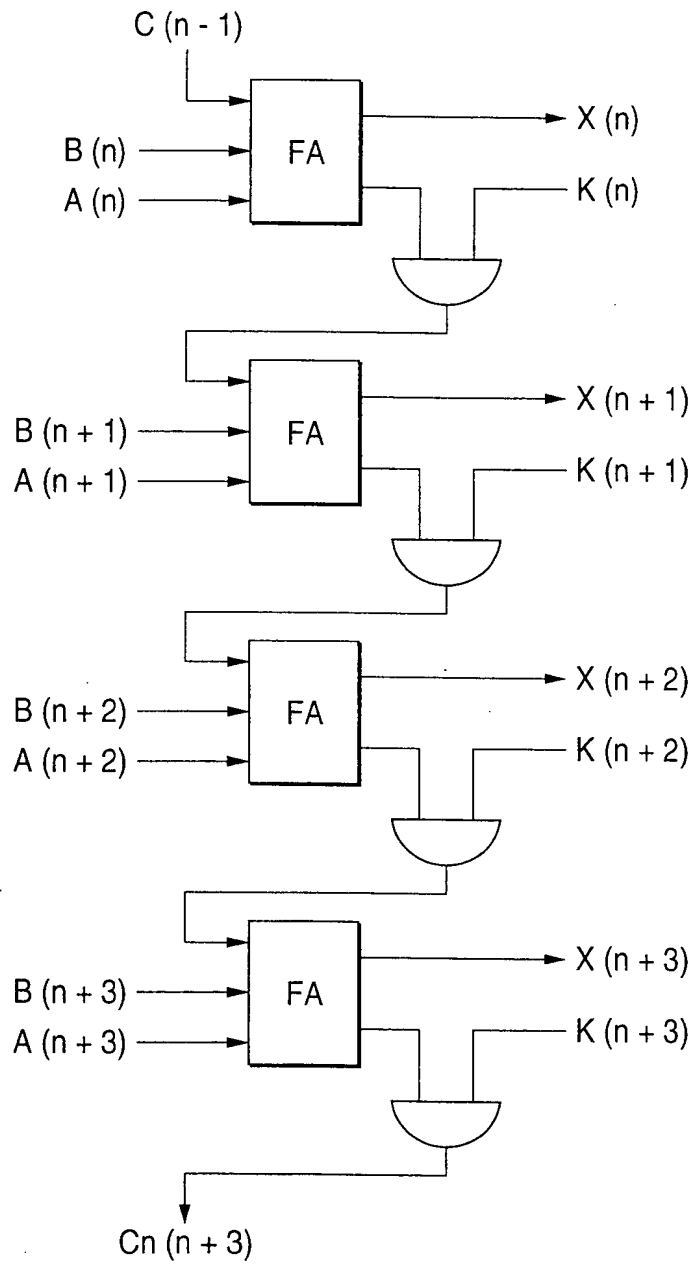 C (n - 1)
FA
X (n)
B (n)
A (n)
K (n)
FA
X (n + 1)
B (n + 1)
A (n + 1)
K (n + 1)
FA
X (n + 2)
B (n + 2)
A (n + 2)
K (n + 2)
FA
X (n + 3)
B (n + 3)
A (n + 3)
K (n + 3)
Cn (n + 3)